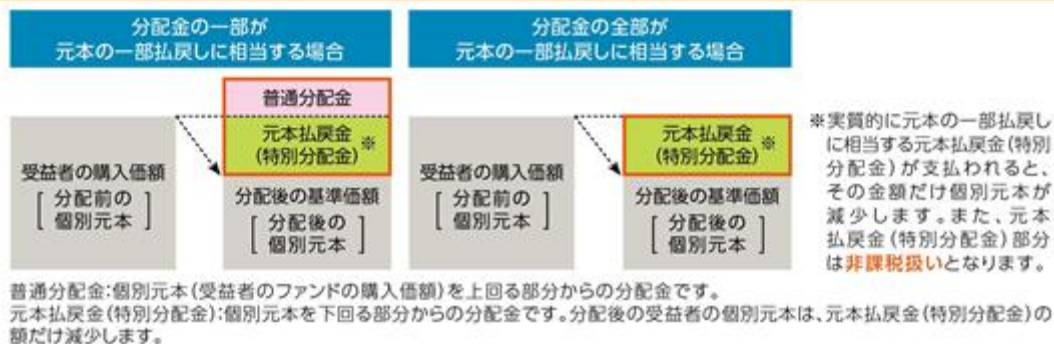 分配金の一部が
元本の一部払戻しに相当する場合
分配金の全部が
元本の一部払戻しに相当する場合
受益者の購入価額
[ 分配前の
個別元本 ]
普通分配金
元本払戻金
(特別分配金) ※
分配後の基準価額
[ 分配後の
個別元本 ]
受益者の購入価額
[ 分配前の
個別元本 ]
元本払戻金
(特別分配金) ※
分配後の基準価額
[ 分配後の
個別元本 ]
※実質的に元本の一部払戻し
に相当する元本払戻金(特別
分配金)が支払われると、
その金額だけ個別元本が
減少します。また、元本
払戻金(特別分配金)部分
は非課税扱いとなります。
普通分配金:個別元本(受益者のファンドの購入価額)を上回る部分からの分配金です。
元本払戻金(特別分配金):個別元本を下回る部分からの分配金です。分配後の受益者の個別元本は、元本払戻金(特別分配金)の
額だけ減少します。